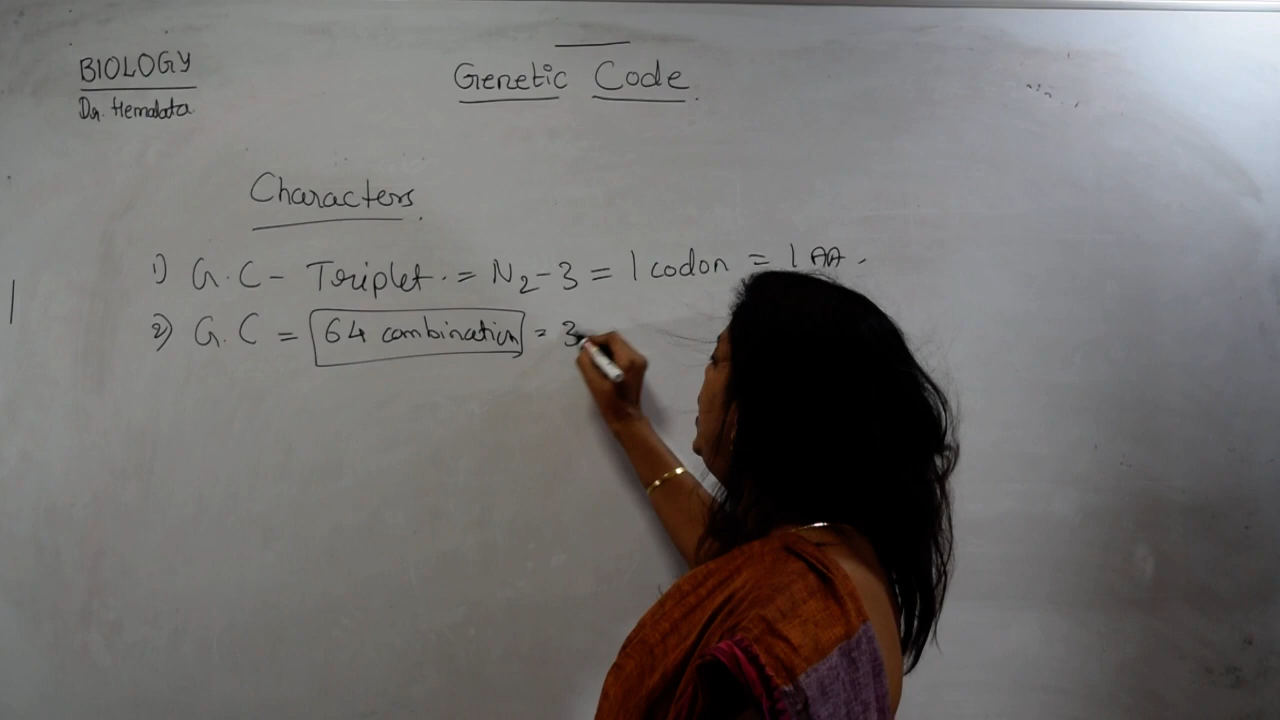 BIOLOGY
Dr. Hemalata
Genetic Code
Characters
1) G.C - Triplet. = N2-3 = 1 codon = 1 AA.
2) G.C = 64 combination = 3